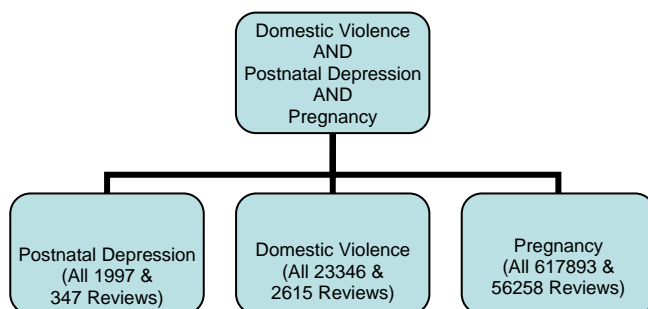 Domestic Violence
AND
Postnatal Depression
AND
Pregnancy
Postnatal Depression
(All 1997 &
347 Reviews)
Domestic Violence
(All 23346 &
2615 Reviews)
Pregnancy
(All 617893 &
56258 Reviews)